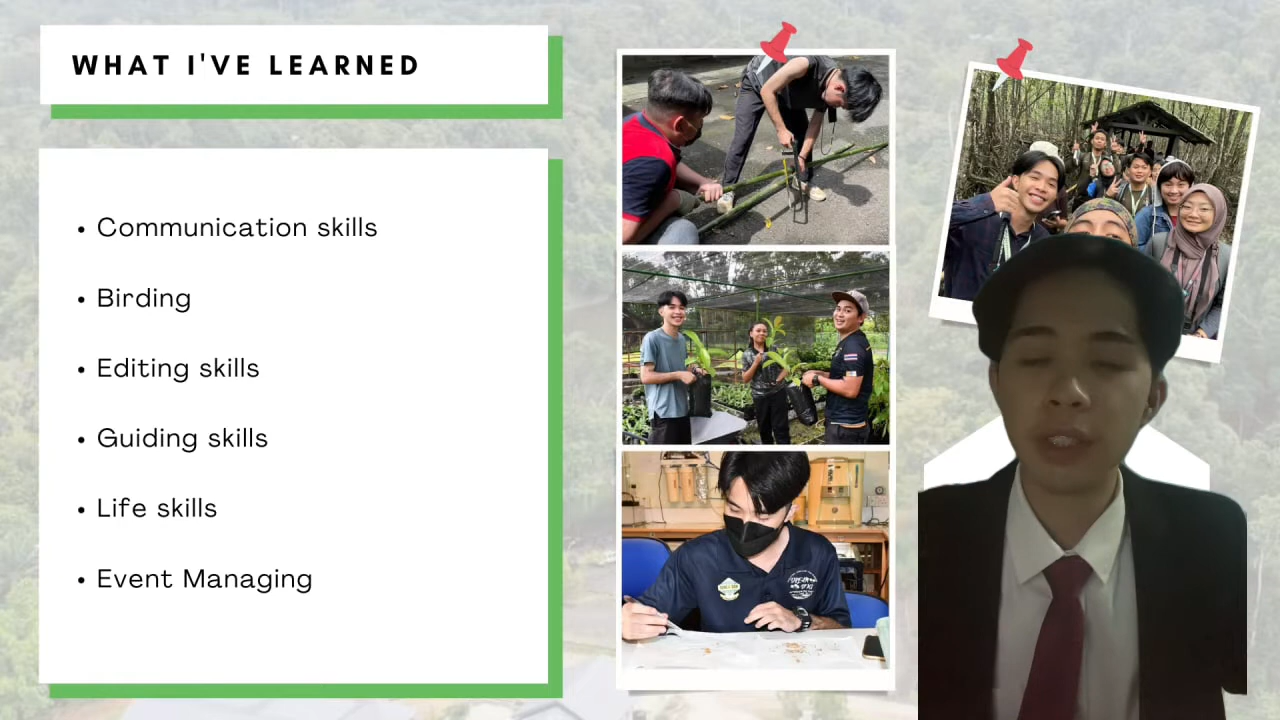 WHAT I'VE LEARNED
• Communication skills
• Birding
• Editing skills
• Guiding skills
• Life skills
• Event Managing